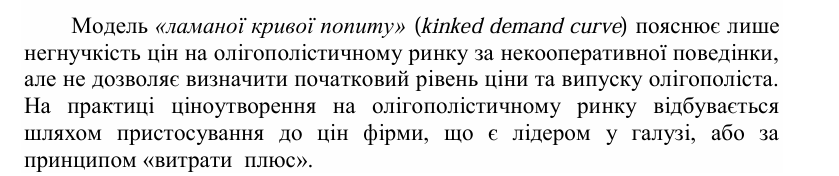 Модель «ламаної кривої попиту» (kinked demand curve) пояснює лише
негнучкість цін на олігополістичному ринку за некооперативної поведінки,
але не дозволяє визначити початковий рівень ціни та випуску олігополіста.
На практиці ціноутворення на олігополістичному ринку відбувається
шляхом пристосування до цін фірми, що є лідером у галузі, або за
принципом «витрати плюс».